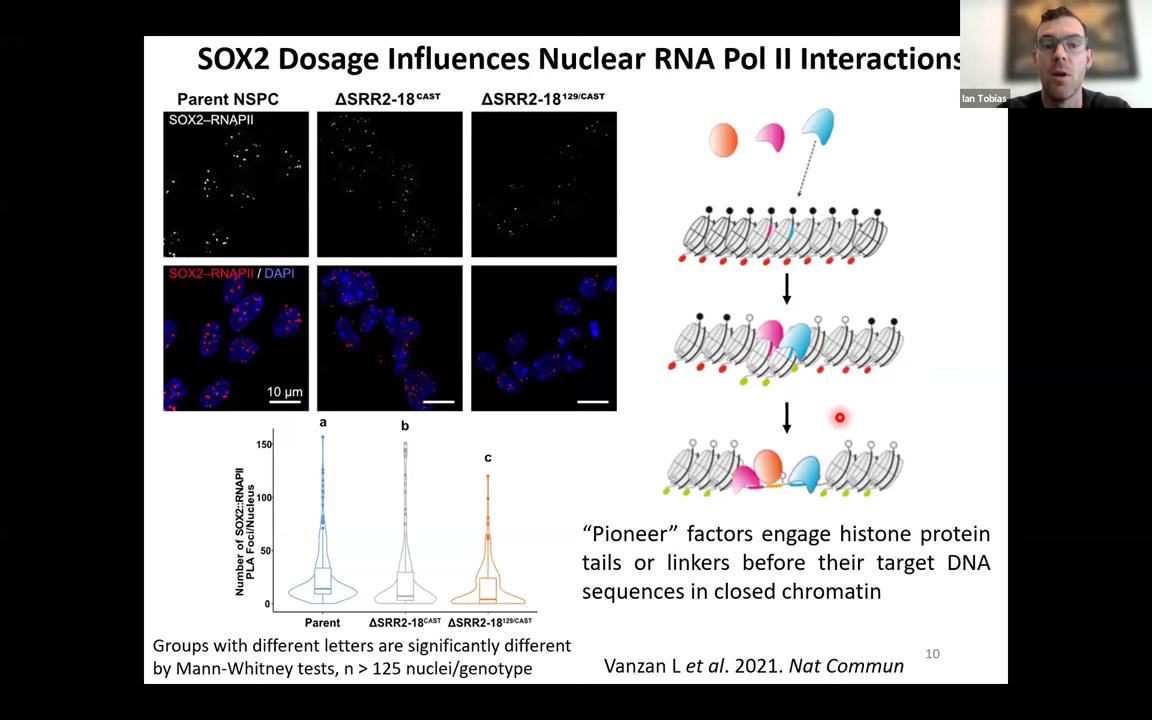 SOX2 Dosage Influences Nuclear RNA Pol II Interactions
Ian Tobias
Parent NSPC
ΔSRR2-18ᶜᴬˢᵀ
ΔSRR2-18¹²⁹/ᶜᴬˢᵀ
SOX2–RNAPII
SOX2–RNAPII / DAPI
10 µm
a
b
c
Number of SOX2::RNAPII
PLA Foci/Nucleus
150
100
50
0
Parent
ΔSRR2-18ᶜᴬˢᵀ
ΔSRR2-18¹²⁹/ᶜᴬˢᵀ
Groups with different letters are significantly different
by Mann-Whitney tests, n > 125 nuclei/genotype
“Pioneer” factors engage histone protein
tails or linkers before their target DNA
sequences in closed chromatin
Vanzan L et al. 2021. Nat Commun
10